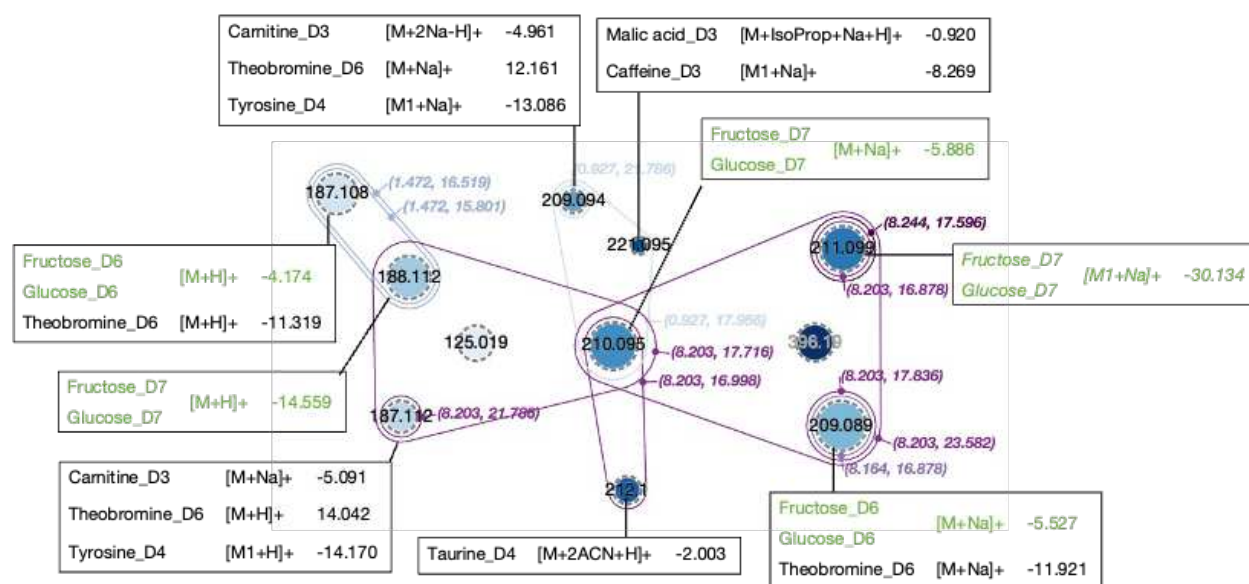 Carnitine_D3 [M+2Na-H]+ -4.961
Theobromine_D6 [M+Na]+ 12.161
Tyrosine_D4 [M1+Na]+ -13.086
Malic acid_D3 [M+IsoProp+Na+H]+ -0.920
Caffeine_D3 [M1+Na]+ -8.269
Fructose_D7
Glucose_D7
[M+Na]+ -5.886
(0.927, 21.786)
187.108
(1.472, 16.519)
(1.472, 15.801)
209.094
221.095
(8.244, 17.596)
211.099
(8.203, 16.878)
Fructose_D7
Glucose_D7
[M1+Na]+ -30.134
Fructose_D6
Glucose_D6
[M+H]+ -4.174
Theobromine_D6 [M+H]+ -11.319
188.112
(0.927, 17.956)
125.019
210.095
396.19
(8.203, 17.716)
(8.203, 16.998)
(8.203, 17.836)
Fructose_D7
Glucose_D7
[M+H]+ -14.559
187.112
(8.203, 21.786)
209.089
(8.203, 23.582)
(8.164, 16.878)
Carnitine_D3 [M+Na]+ -5.091
Theobromine_D6 [M+H]+ 14.042
Tyrosine_D4 [M1+H]+ -14.170
212.1
Taurine_D4 [M+2ACN+H]+ -2.003
Fructose_D6
Glucose_D6
[M+Na]+ -5.527
Theobromine_D6 [M+Na]+ -11.921